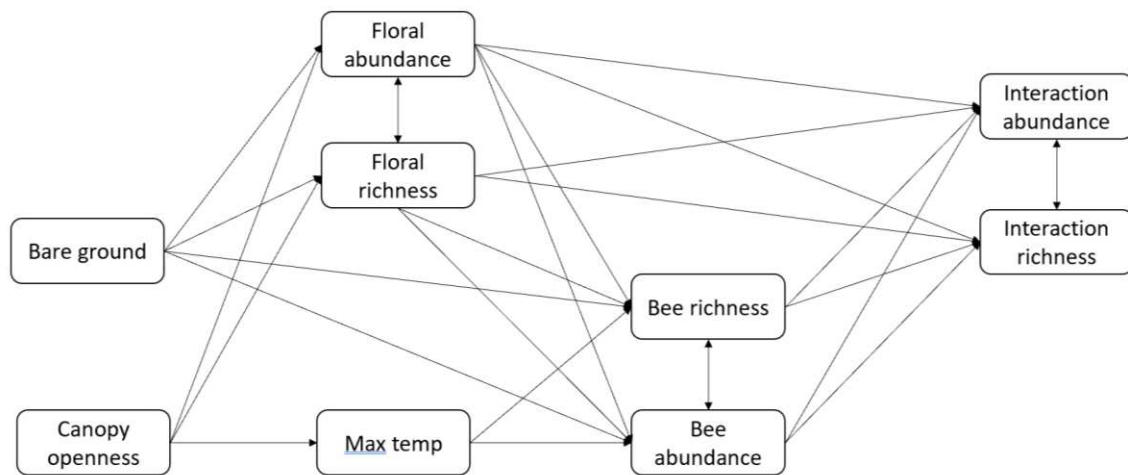 Floral
abundance
Floral
richness
Bare ground
Canopy
openness
Max temp
Bee richness
Bee
abundance
Interaction
abundance
Interaction
richness